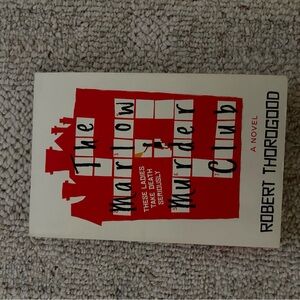 The
Marlow
Murder
Club
THESE LADIES
TAKE DEATH
SERIOUSLY
A NOVEL
ROBERT THOROGOOD